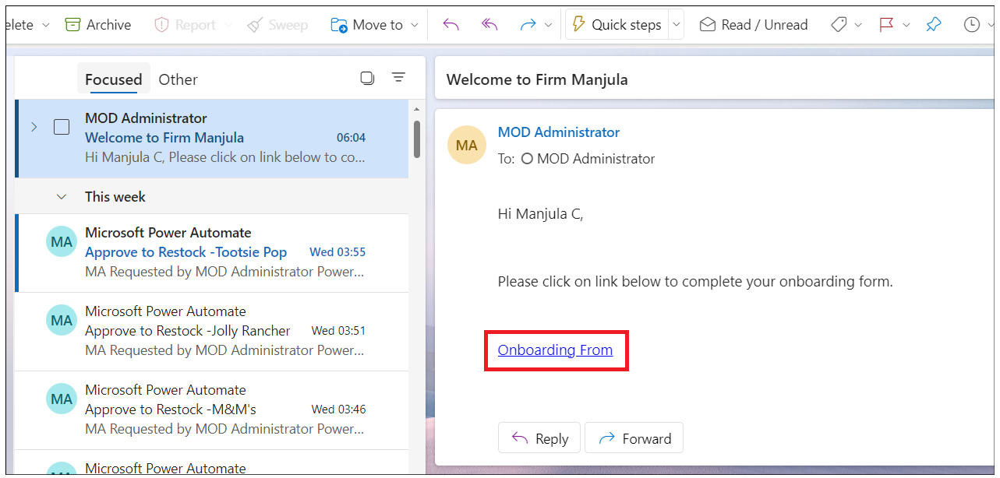 elete Archive Report Sweep Move to Quick steps Read / Unread
Focused Other
MOD Administrator
Welcome to Firm Manjula 06:04
Hi Manjula C, Please click on link below to co...
This week
MA Microsoft Power Automate
Approve to Restock -Tootsie Pop Wed 03:55
MA Requested by MOD Administrator Power...
MA Microsoft Power Automate
Approve to Restock -Jolly Rancher Wed 03:51
MA Requested by MOD Administrator Power...
MA Microsoft Power Automate
Approve to Restock -M&M's Wed 03:46
MA Requested by MOD Administrator Power...
MA Microsoft Power Automate
Welcome to Firm Manjula
MA MOD Administrator
To: MOD Administrator
Hi Manjula C,
Please click on link below to complete your onboarding form.
Onboarding From
Reply Forward